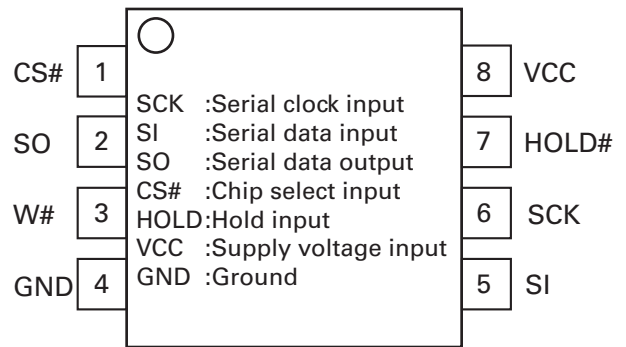 CS# 1
SO 2
W# 3
GND 4
SCK :Serial clock input
SI :Serial data input
SO :Serial data output
CS# :Chip select input
HOLD:Hold input
VCC :Supply voltage input
GND :Ground
8 VCC
7 HOLD#
6 SCK
5 SI